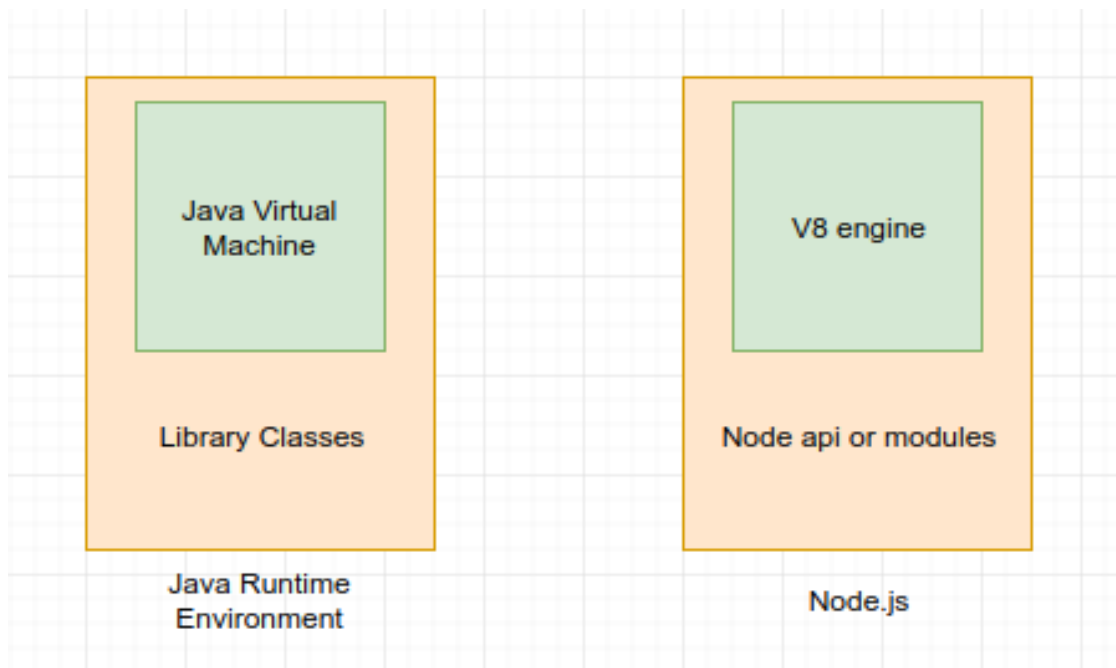 Java Virtual
Machine
Library Classes
Java Runtime
Environment
V8 engine
Node api or modules
Node.js